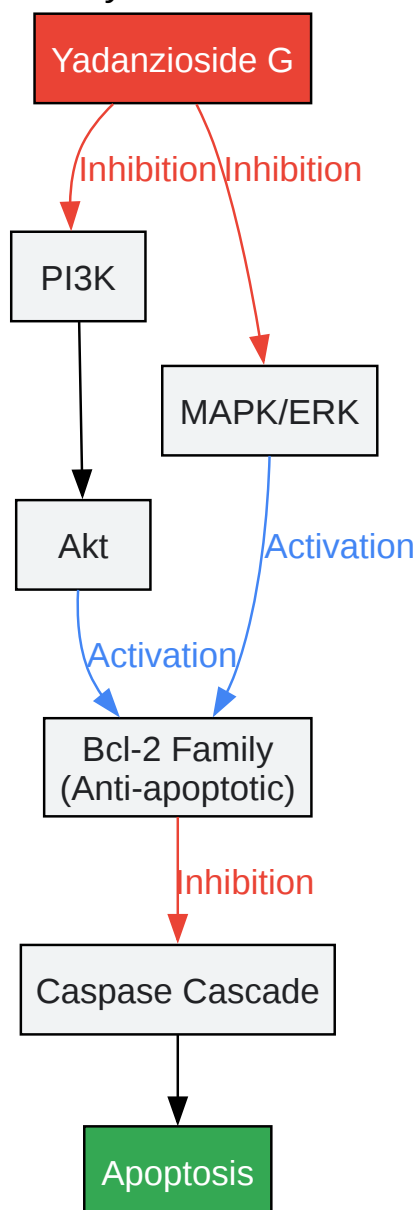 Yadanzioside G
Inhibition Inhibition
PI3K
MAPK/ERK
Akt
Activation
Activation
Bcl-2 Family
(Anti-apoptotic)
Inhibition
Caspase Cascade
Apoptosis